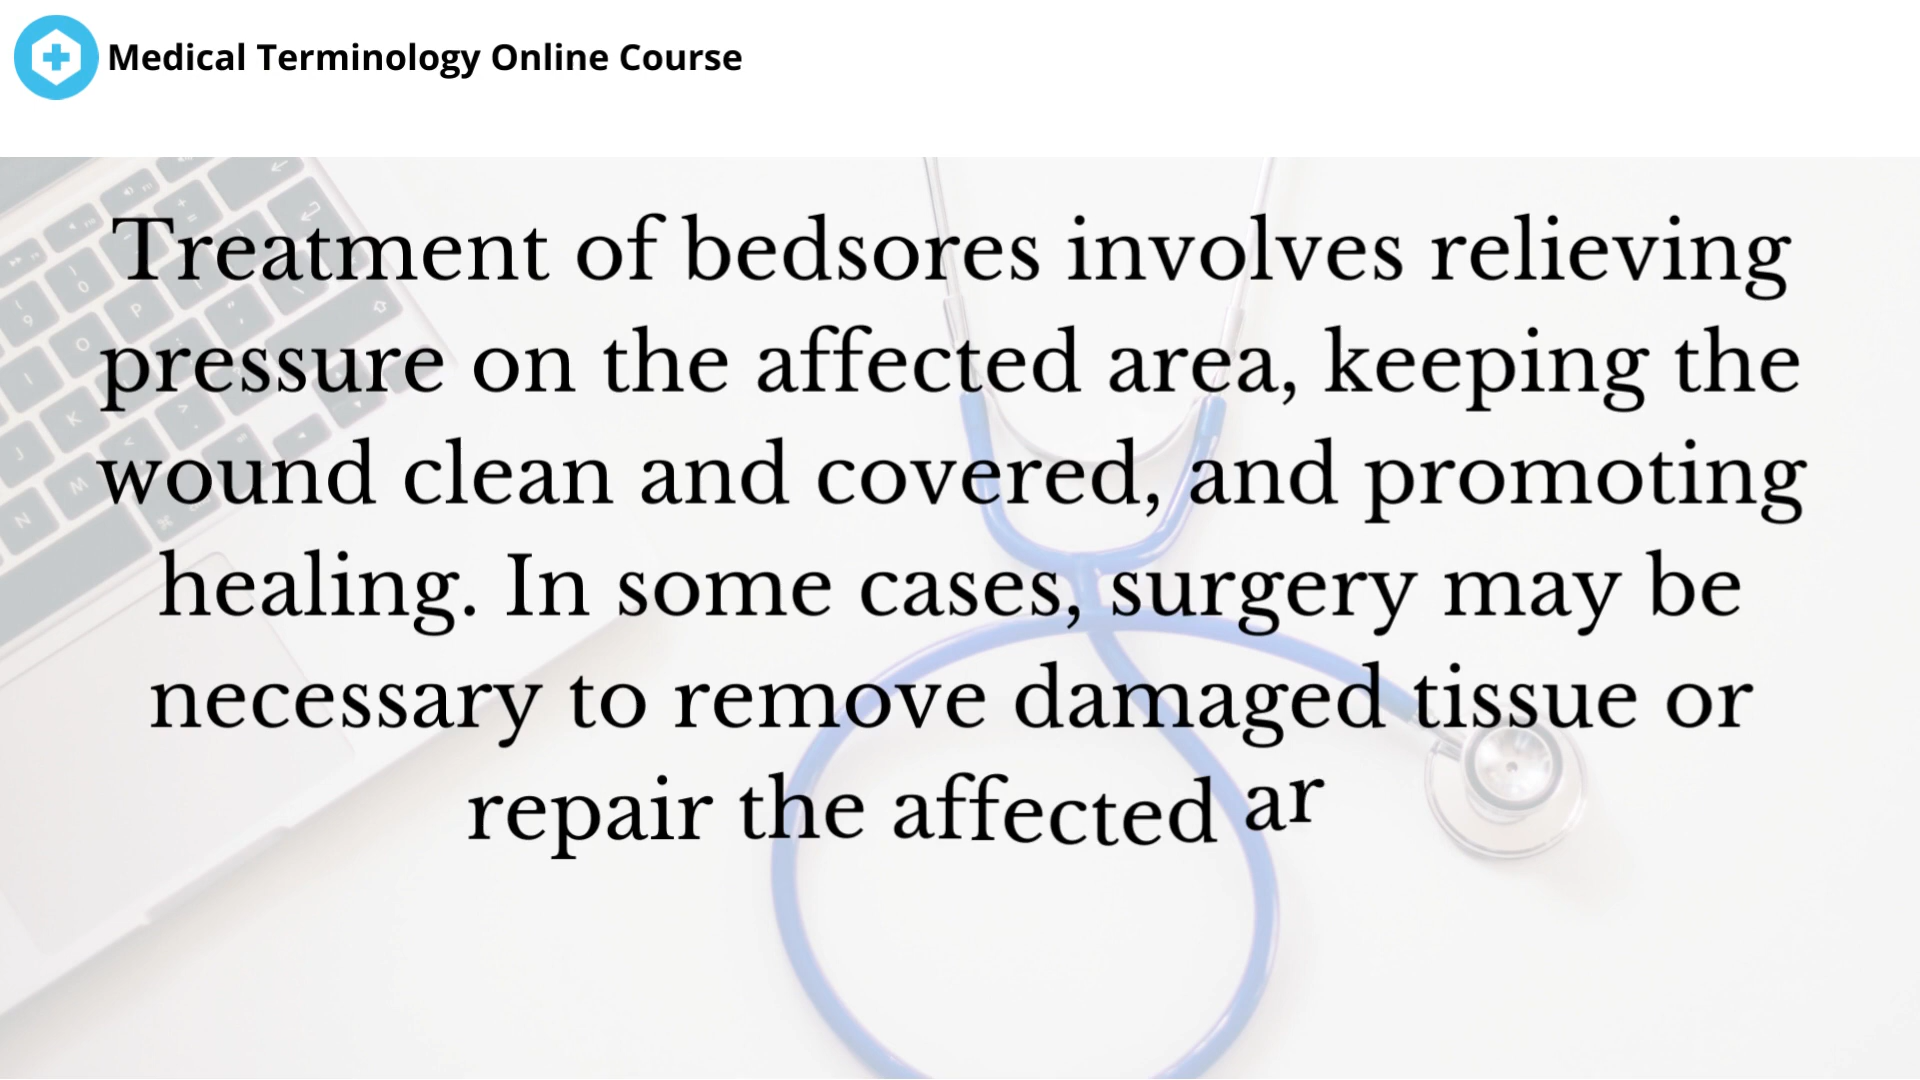 Medical Terminology Online Course
Treatment of bedsores involves relieving
pressure on the affected area, keeping the
wound clean and covered, and promoting
healing. In some cases, surgery may be
necessary to remove damaged tissue or
repair the affected ar